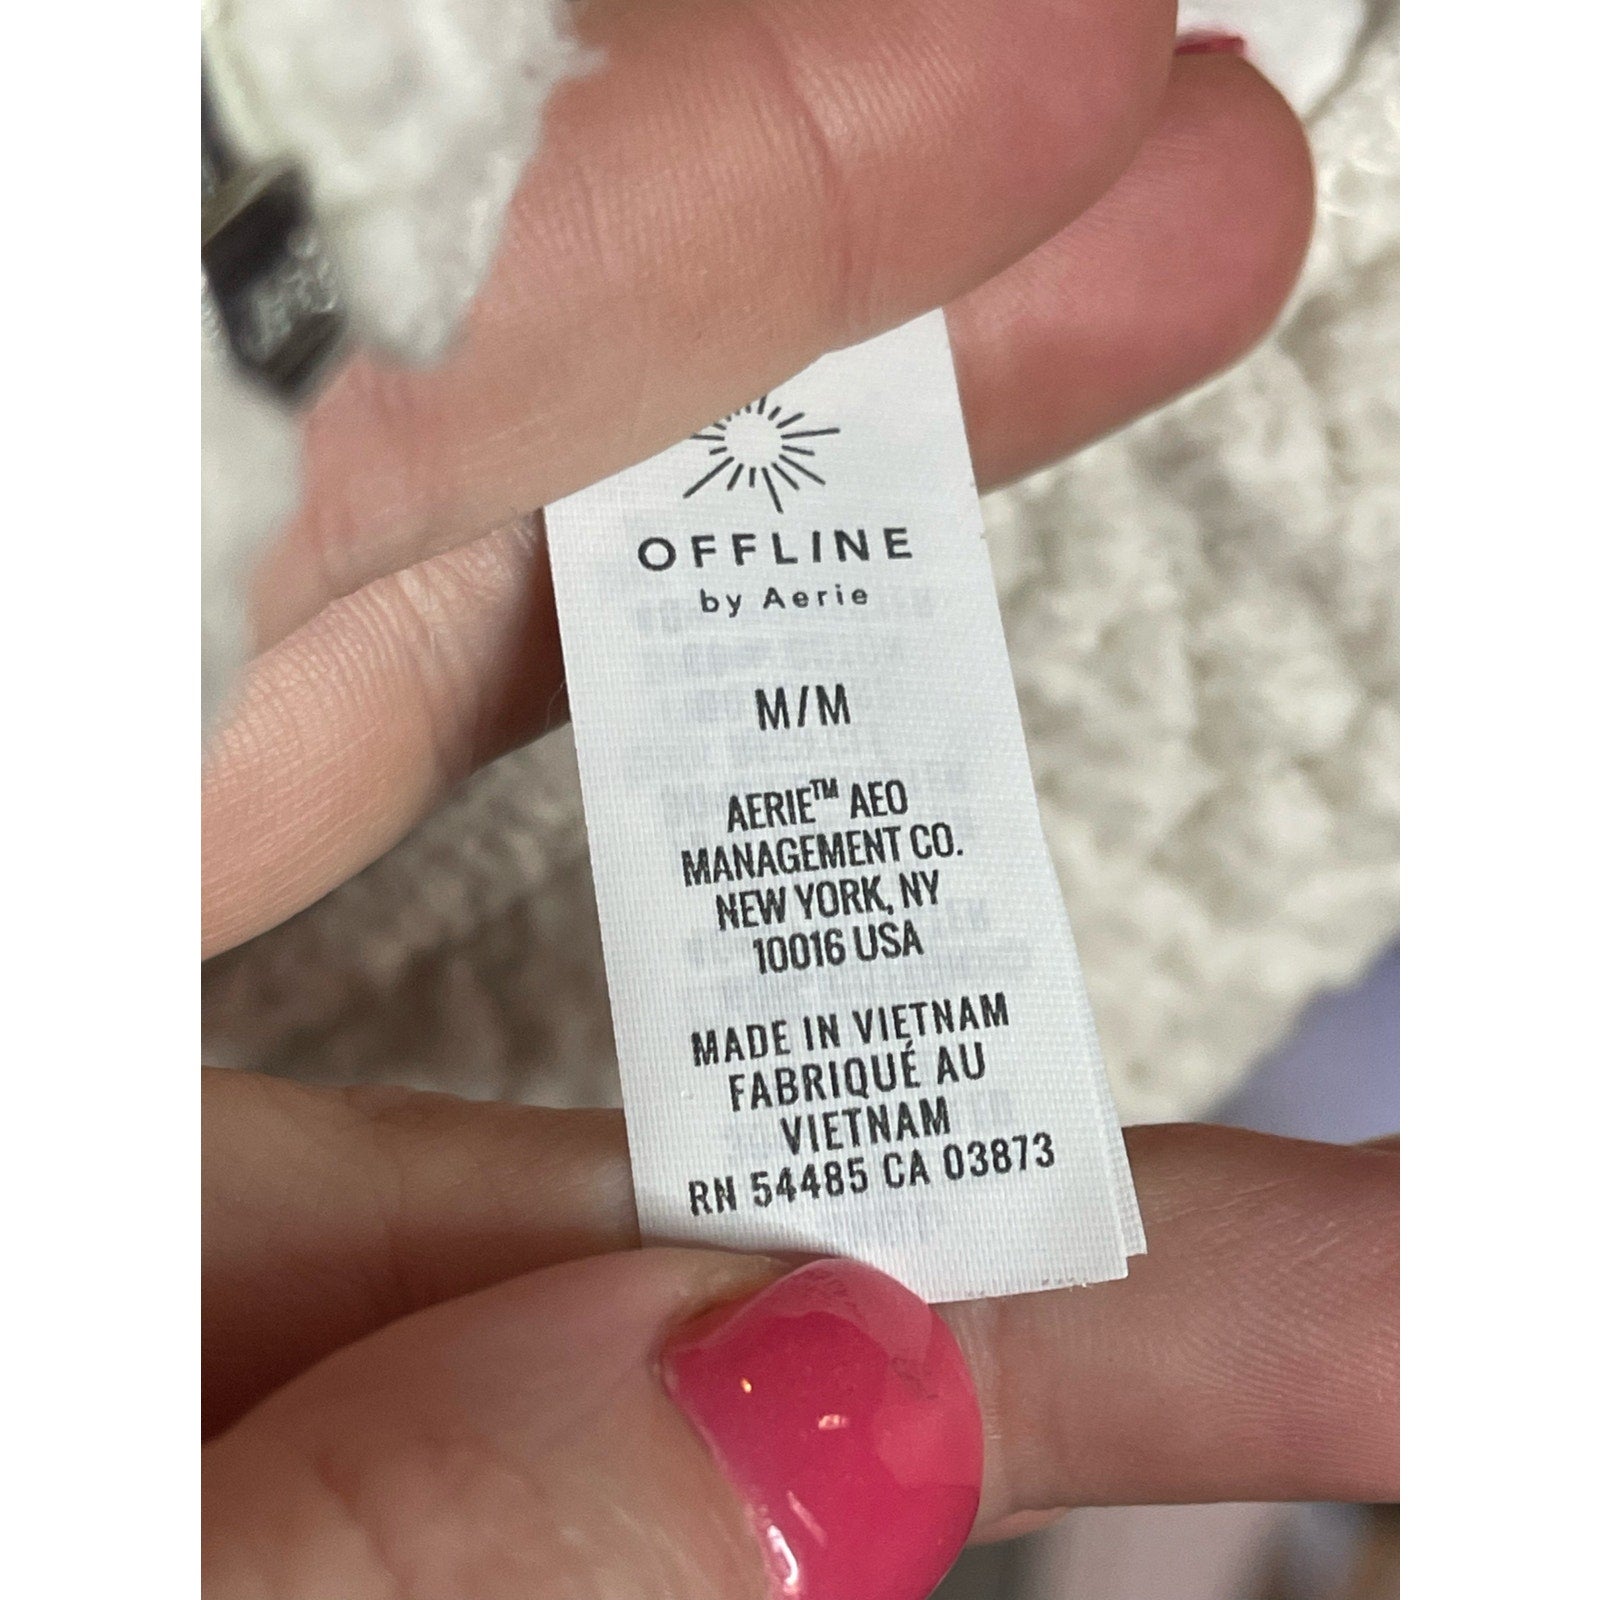 OFFLINE
by Aerie
M/M
AERIE™ AEO
MANAGEMENT CO.
NEW YORK, NY
10016 USA
MADE IN VIETNAM
FABRIQUÉ AU
VIETNAM
RN 54485 CA 03873